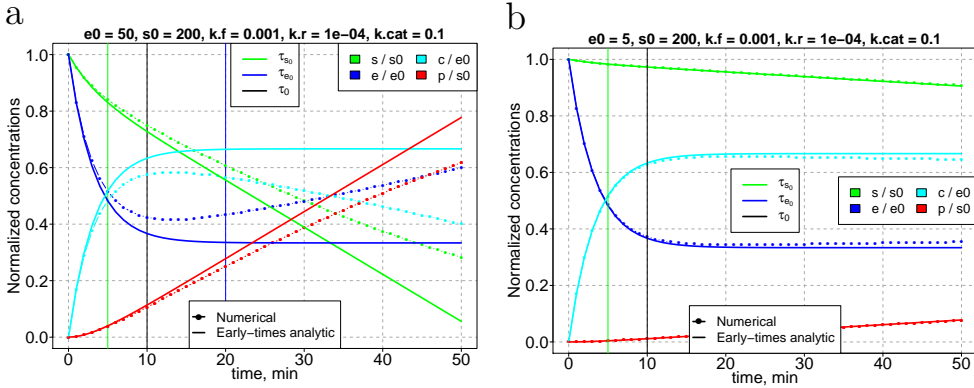 a
e0 = 50, s0 = 200, k.f = 0.001, k.r = 1e−04, k.cat = 0.1
τs0
τe0
τ0
s / s0
e / e0
c / e0
p / s0
Normalized concentrations
1.0
0.8
0.6
0.4
0.2
0.0
Numerical
Early−times analytic
0 10 20 30 40 50
time, min
b
e0 = 5, s0 = 200, k.f = 0.001, k.r = 1e−04, k.cat = 0.1
Normalized concentrations
1.0
0.8
0.6
0.4
0.2
0.0
τs0
τe0
τ0
s / s0
e / e0
c / e0
p / s0
Numerical
Early−times analytic
0 10 20 30 40 50
time, min